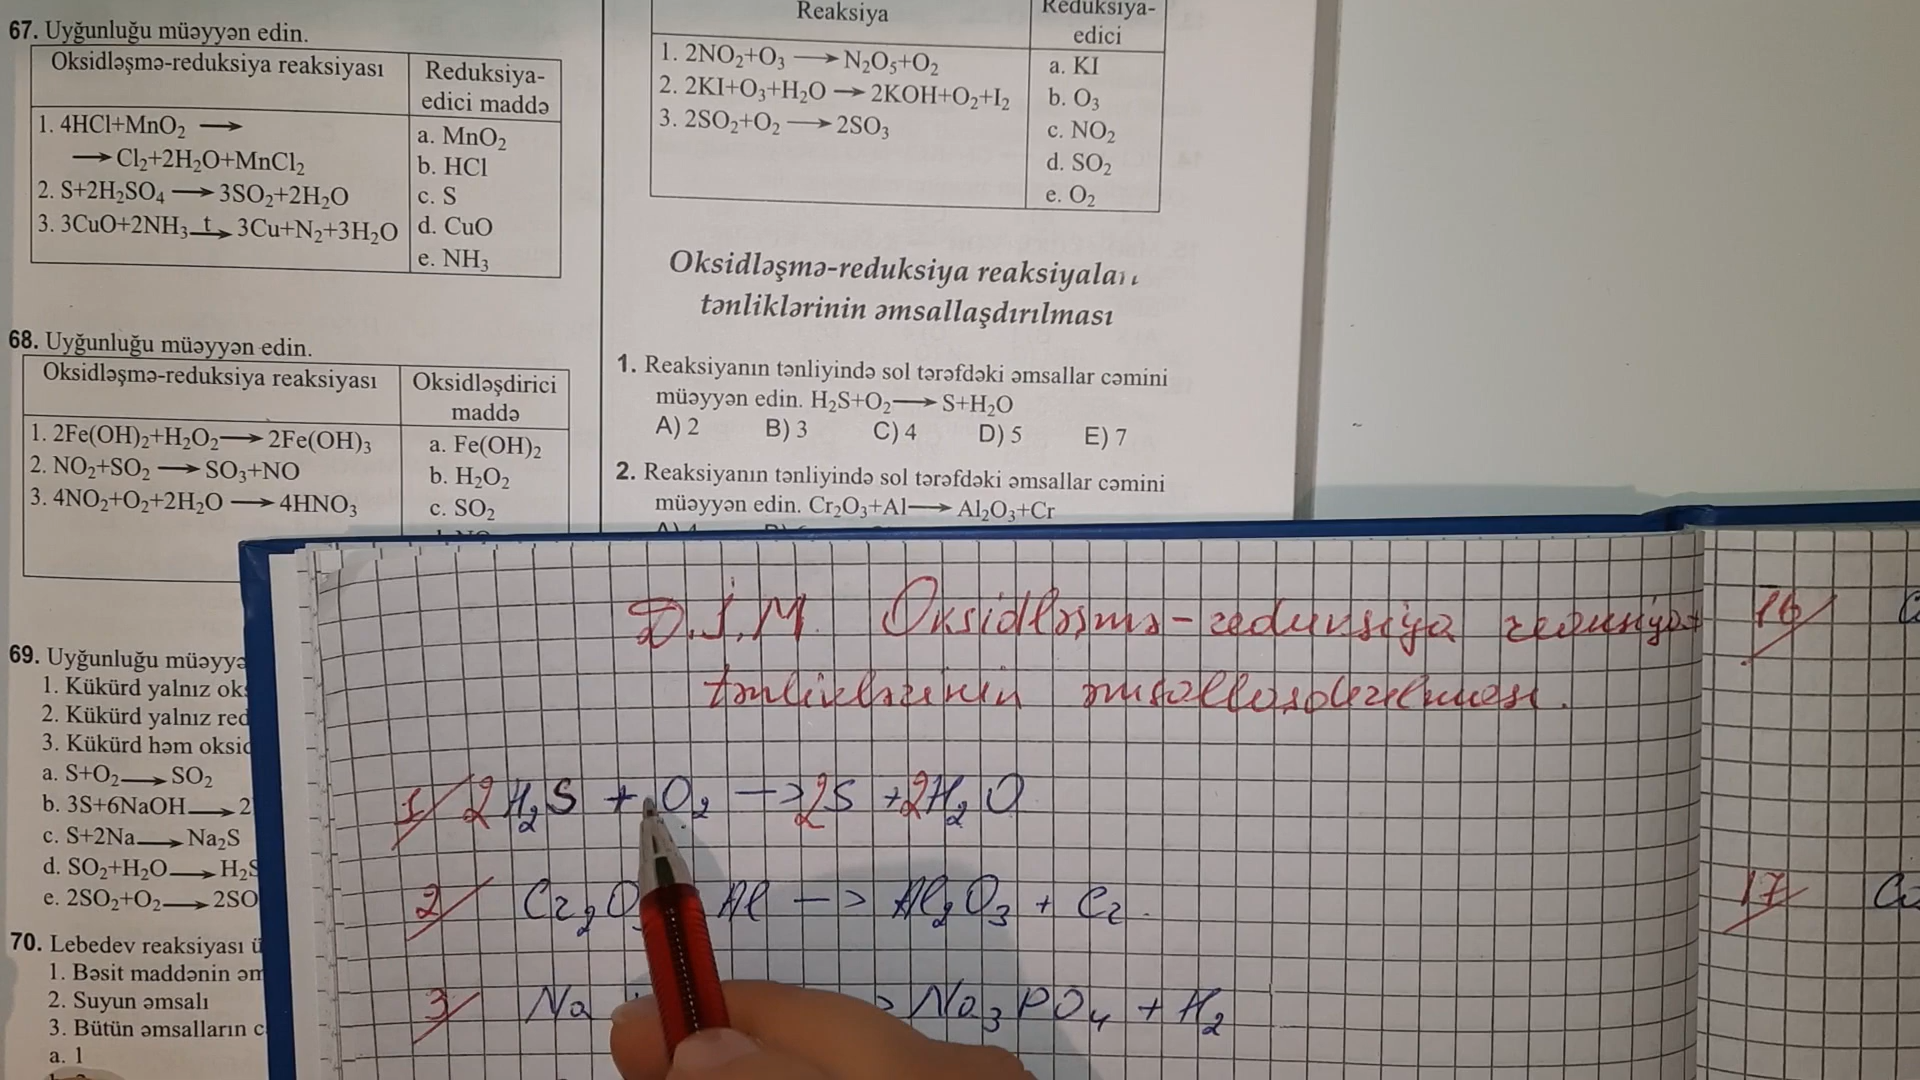 67. Uyğunluğu müəyyən edin.
Oksidləşmə-reduksiya reaksiyası
Reduksiya-
edici maddə
1. 4HCl+MnO₂ →
→ Cl₂+2H₂O+MnCl₂
2. S+2H₂SO₄ → 3SO₂+2H₂O
3. 3CuO+2NH₃ t→ 3Cu+N₂+3H₂O
a. MnO₂
b. HCl
c. S
d. CuO
e. NH₃
68. Uyğunluğu müəyyən edin.
Oksidləşmə-reduksiya reaksiyası
Oksidləşdirici
maddə
1. 2Fe(OH)₂+H₂O₂ → 2Fe(OH)₃
2. NO₂+SO₂ → SO₃+NO
3. 4NO₂+O₂+2H₂O → 4HNO₃
a. Fe(OH)₂
b. H₂O₂
c. SO₂
69. Uyğunluğu
1. Kükürd yalnız
2. Kükürd yalnız
3. Kükürd həm
a. S+O₂ → SO₂
b. 3S+6NaOH → 2
c. S+2Na → Na₂S
d. SO₂+H₂O → H₂S
e. 2SO₂+O₂ → 2SO
70. Lebedev reaksiyası
1. Bəsit maddənin
2. Suyun əmsalı
3. Bütün əmsalların
a. 1
Reaksiya
Reduksiya-
edici
1. 2NO₂+O₃ → N₂O₅+O₂
2. 2KI+O₃+H₂O → 2KOH+O₂+I₂
3. 2SO₂+O₂ → 2SO₃
a. KI
b. O₃
c. NO₂
d. SO₂
e. O₂
Oksidləşmə-reduksiya reaksiyaları
tənliklərinin əmsallaşdırılması
1. Reaksiyanın tənliyində sol tərəfdəki əmsallar cəmini
müəyyən edin. H₂S+O₂ → S+H₂O
A) 2 B) 3 C) 4 D) 5 E) 7
2. Reaksiyanın tənliyində sol tərəfdəki əmsallar cəmini
müəyyən edin. Cr₂O₃+Al → Al₂O₃+Cr
D.İ.M. Oksidləşmə-reduksiya
tənliklərinin əmsallaşdırılması.
1/ 2H₂S + O₂ → 2S + 2H₂O
2/ Cr₂O Al → Al₂O₃ + Cr.
3/ Na → Na₃PO₄ + H₂
16/
17/